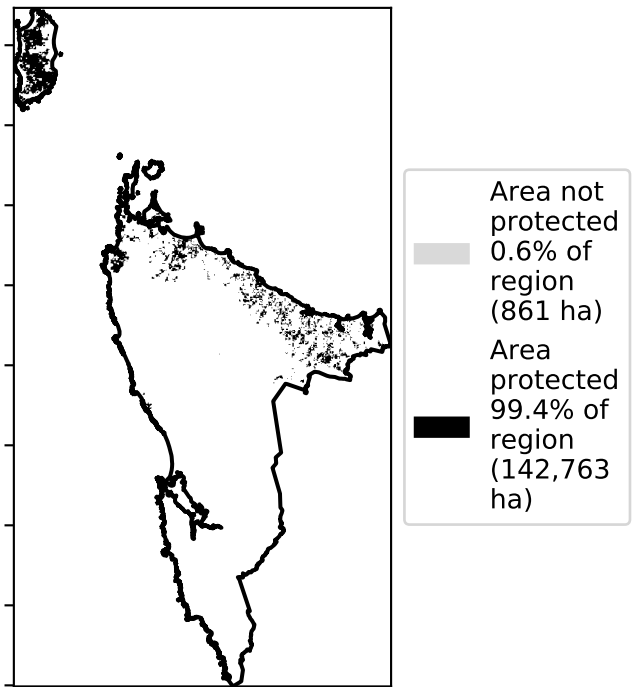 Area not
protected
0.6% of
region
(861 ha)
Area
protected
99.4% of
region
(142,763
ha)